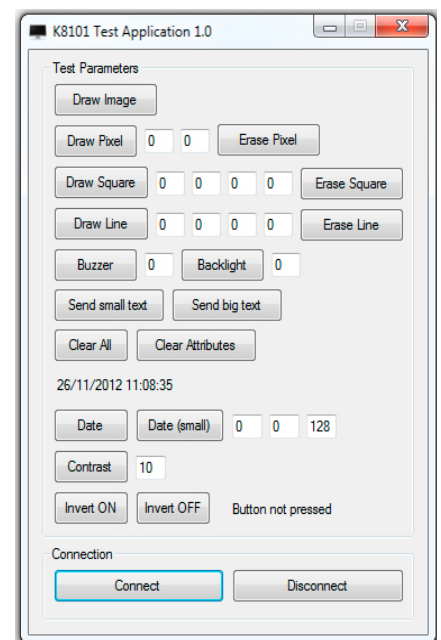 K8101 Test Application 1.0
Test Parameters
Draw Image
Draw Pixel 0 0 Erase Pixel
Draw Square 0 0 0 0 Erase Square
Draw Line 0 0 0 0 Erase Line
Buzzer 0 Backlight 0
Send small text Send big text
Clear All Clear Attributes
26/11/2012 11:08:35
Date Date (small) 0 0 128
Contrast 10
Invert ON Invert OFF Button not pressed
Connection
Connect Disconnect